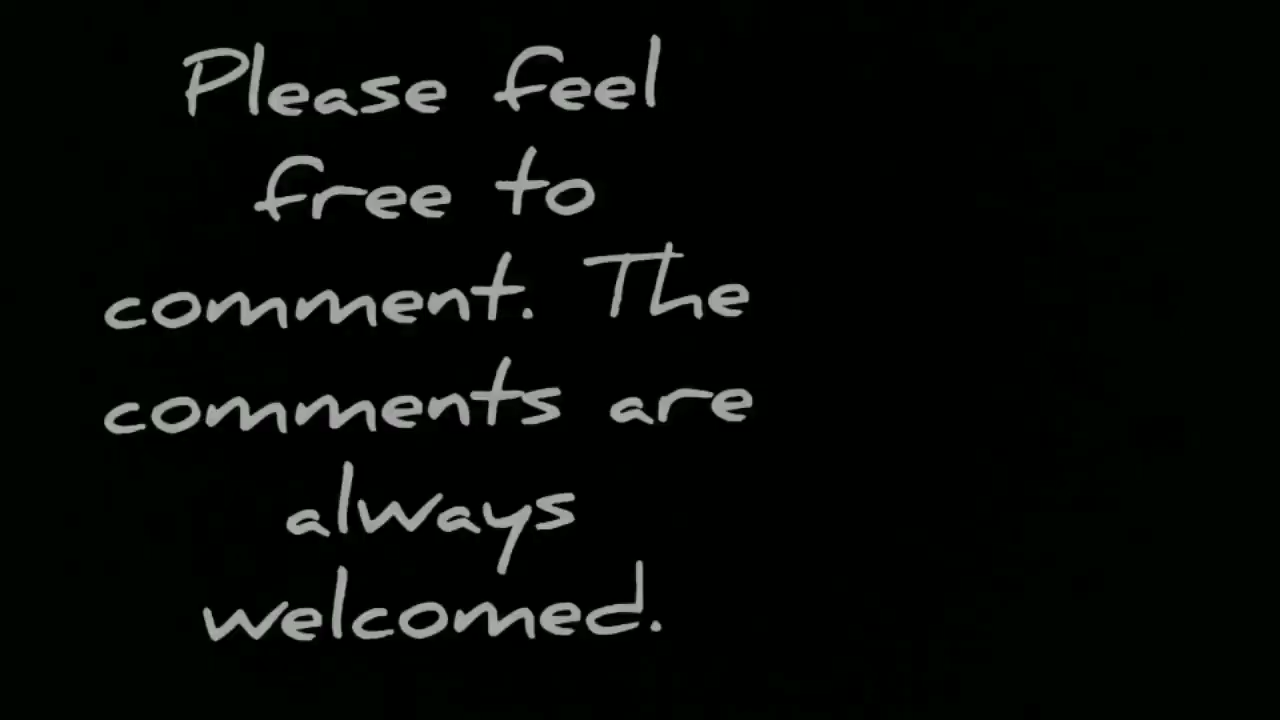 Please feel
free to
comment. The
comments are
always
welcomed.